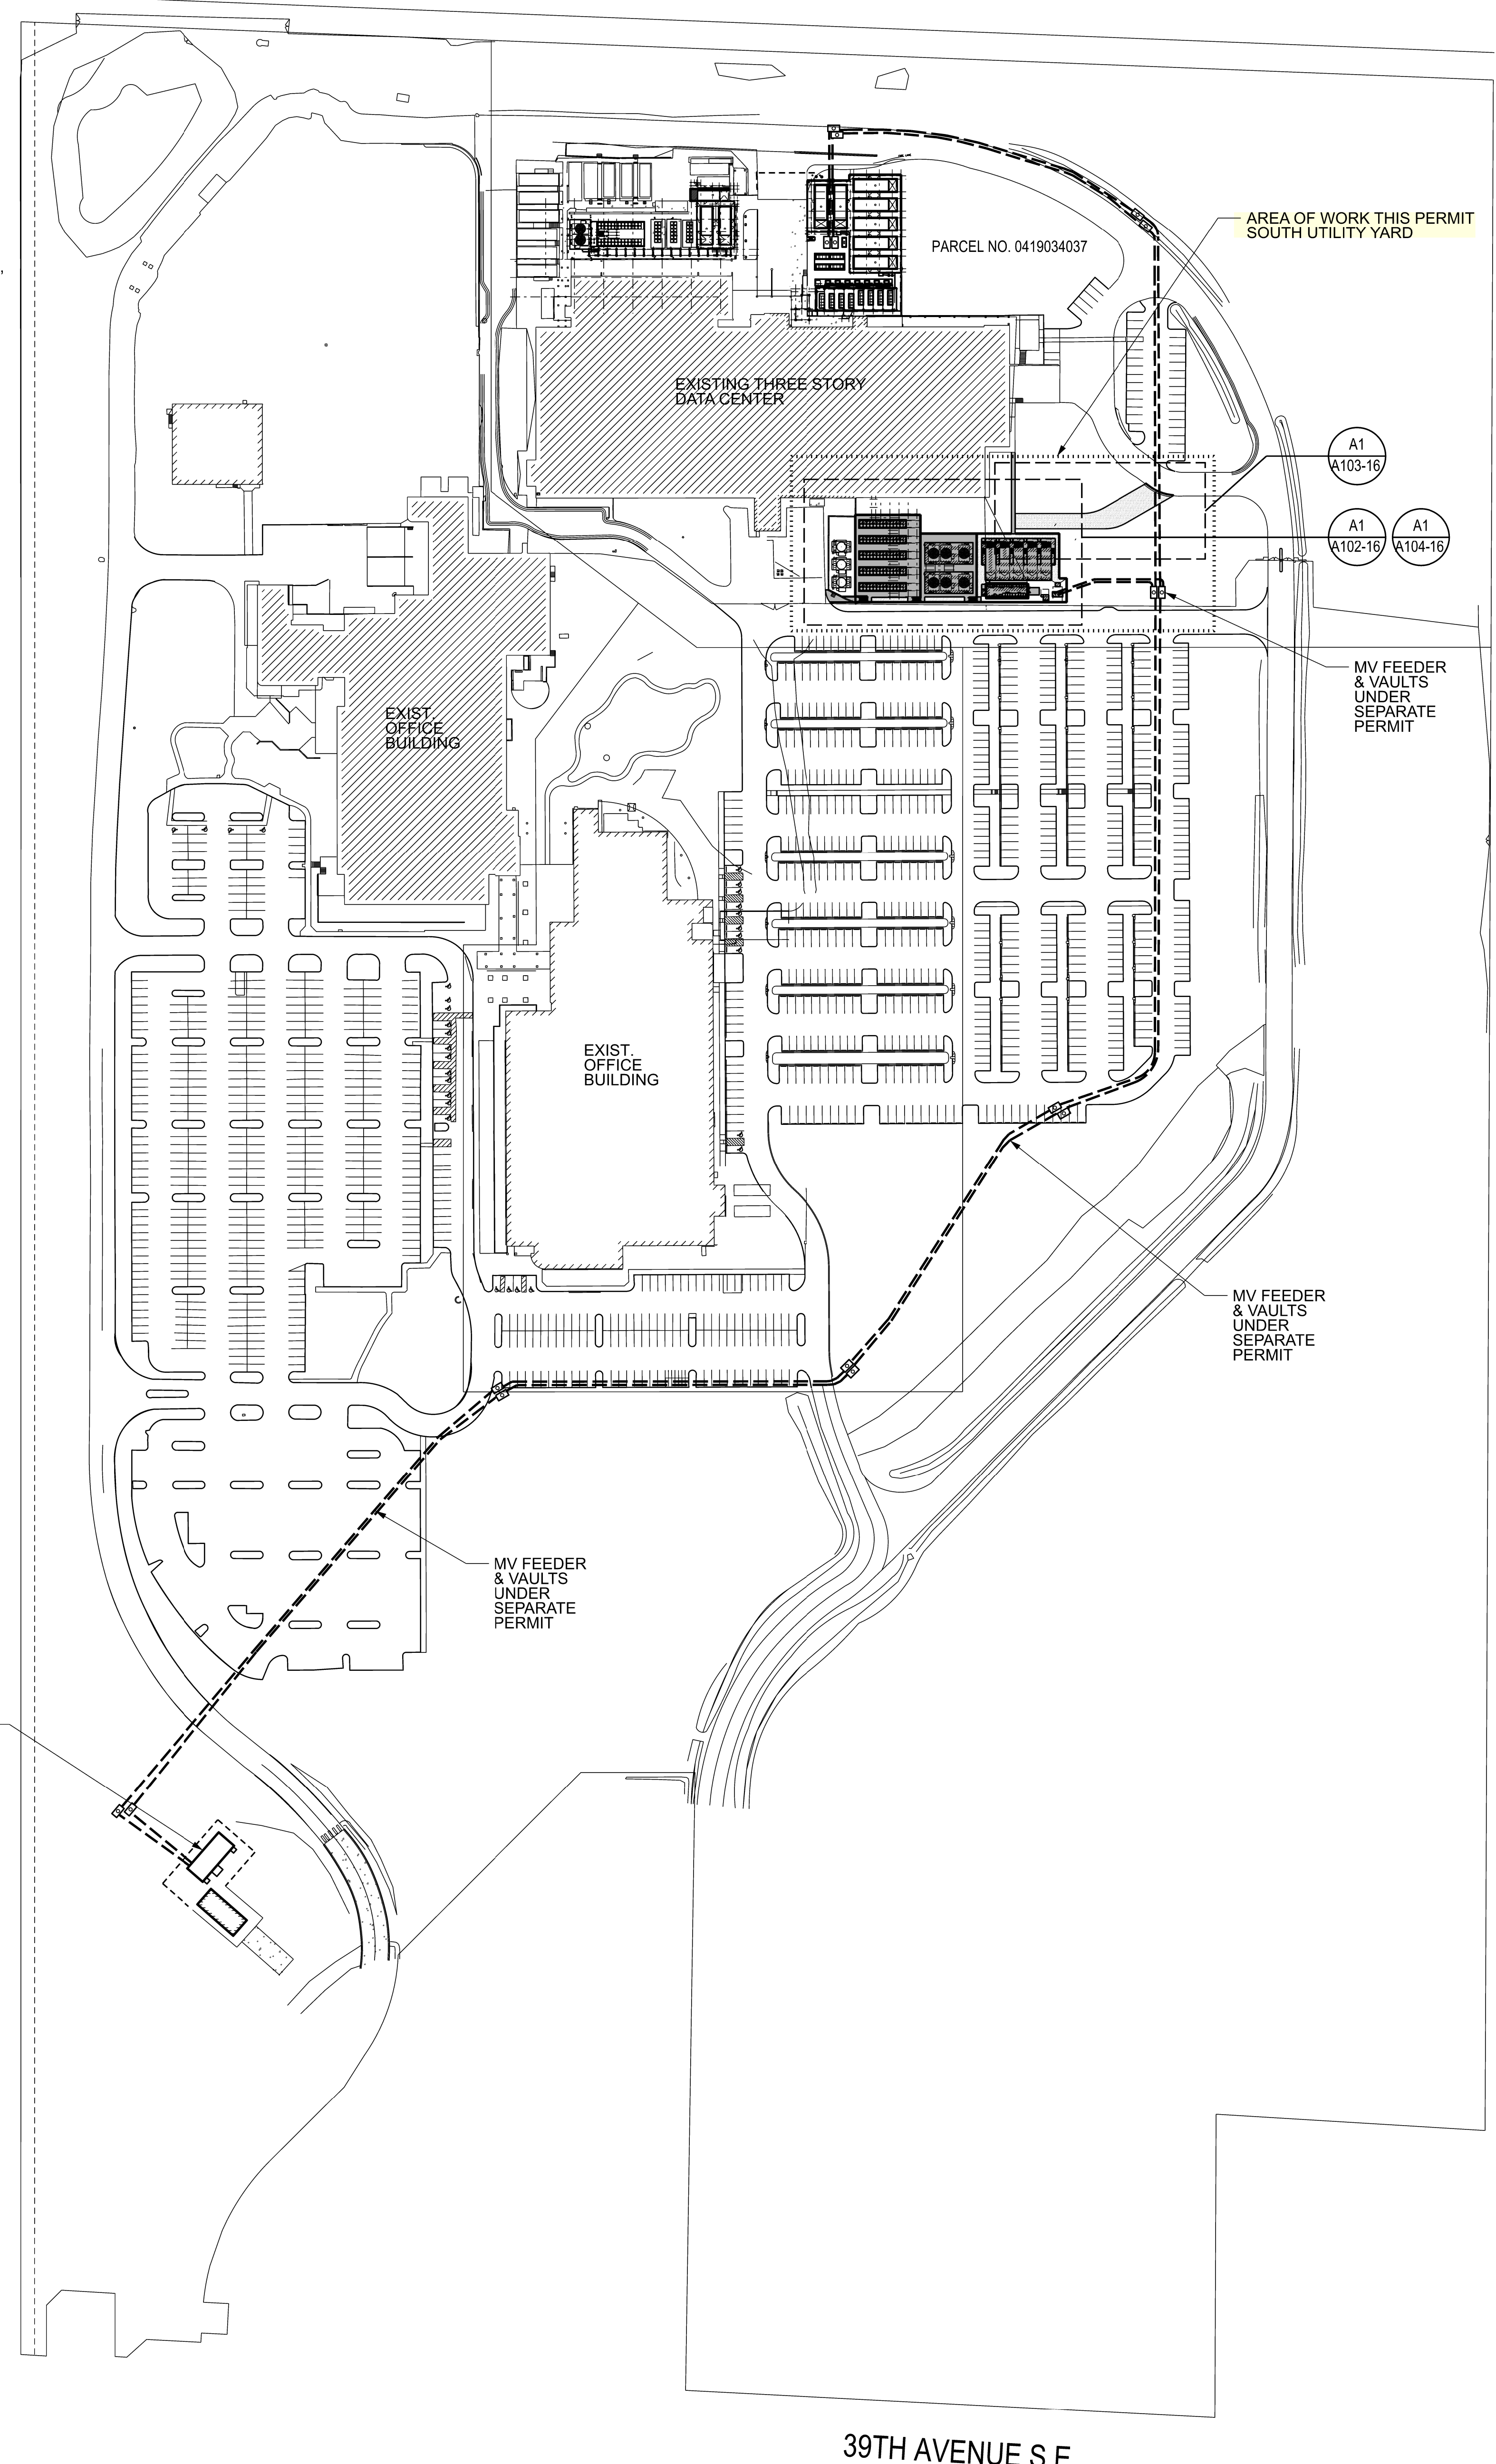 AREA OF WORK THIS PERMIT
SOUTH UTILITY YARD
PARCEL NO. 0419034037
EXISTING THREE STORY
DATA CENTER
A1
A103-16
A1
A102-16
A1
A104-16
MV FEEDER
& VAULTS
UNDER
SEPARATE
PERMIT
EXIST.
OFFICE
BUILDING
EXIST.
OFFICE
BUILDING
MV FEEDER
& VAULTS
UNDER
SEPARATE
PERMIT
MV FEEDER
& VAULTS
UNDER
SEPARATE
PERMIT
39TH AVENUE S.E.